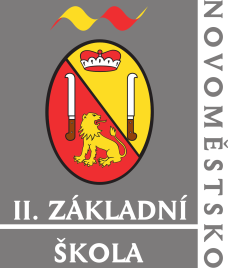 II. ZÁKLADNÍ
ŠKOLA
NOVOMĚSTSKO